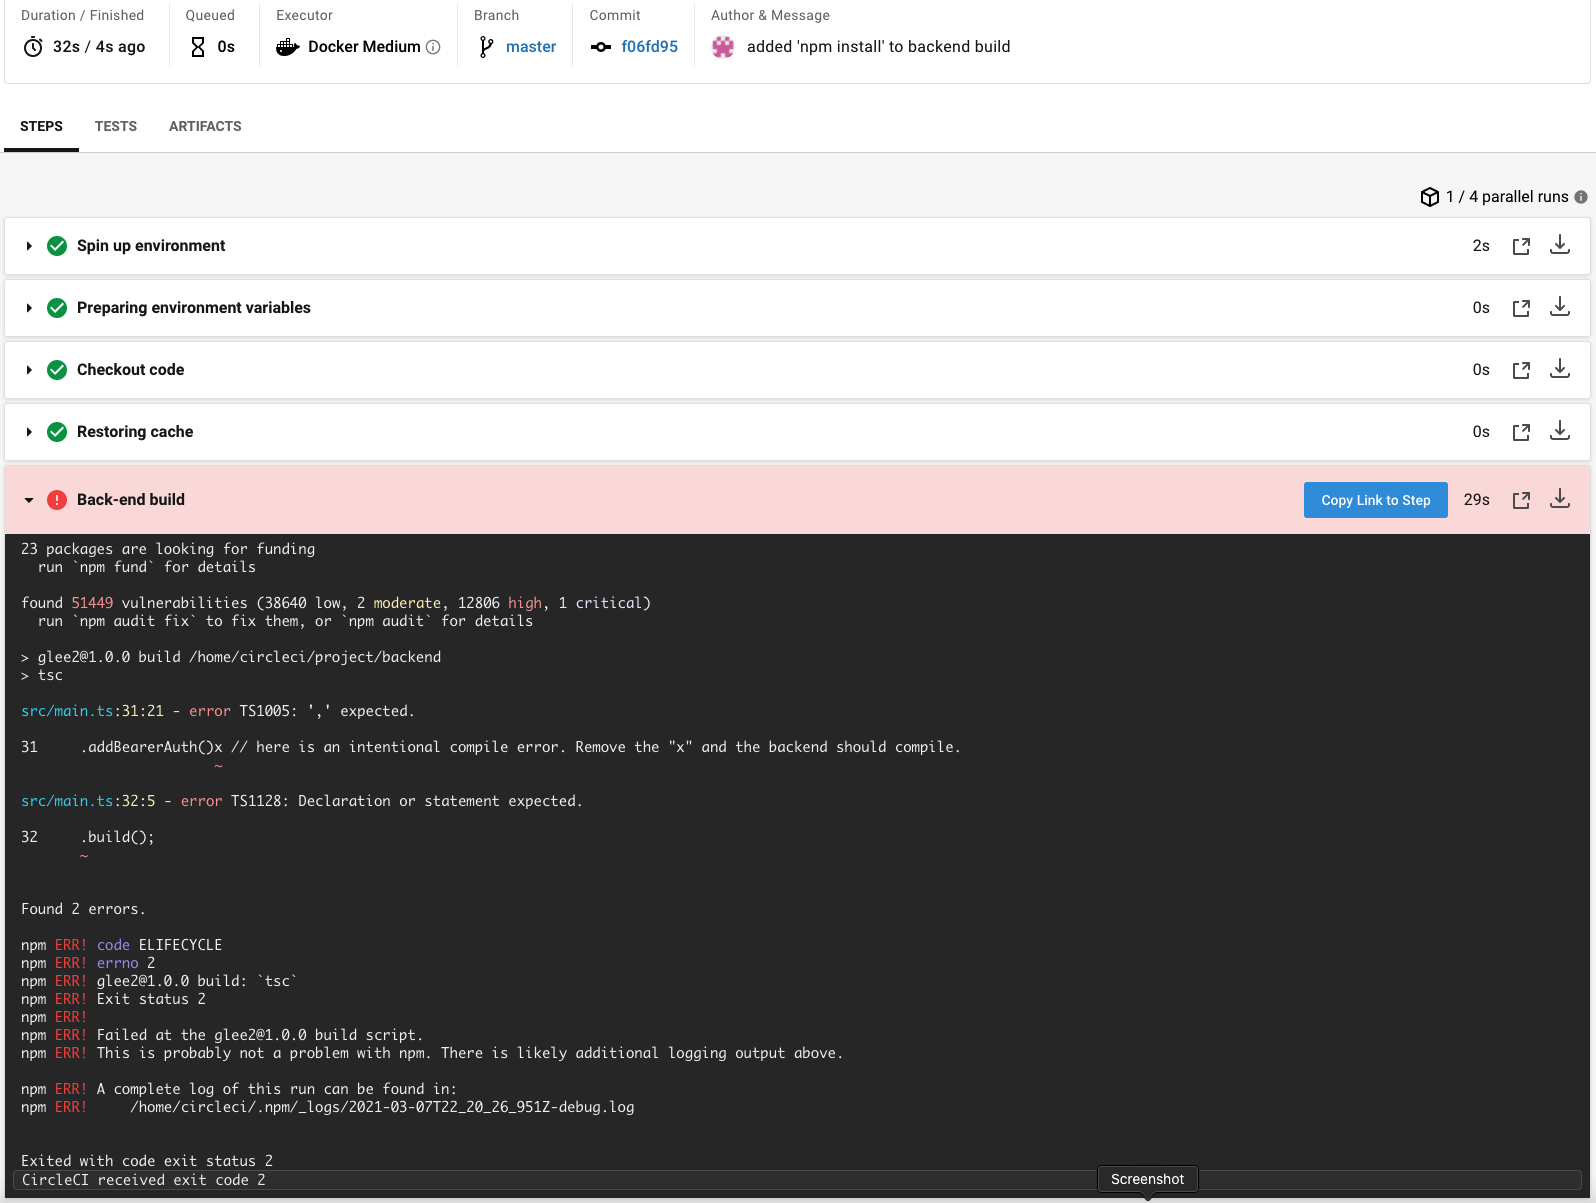 Duration / Finished
32s / 4s ago
Queued
0s
Executor
Docker Medium
Branch
master
Commit
f06fd95
Author & Message
added 'npm install' to backend build
STEPS TESTS ARTIFACTS
1 / 4 parallel runs
Spin up environment 2s
Preparing environment variables 0s
Checkout code 0s
Restoring cache 0s
Back-end build Copy Link to Step 29s
23 packages are looking for funding
run `npm fund` for details
found 51449 vulnerabilities (38640 low, 2 moderate, 12806 high, 1 critical)
run `npm audit fix` to fix them, or `npm audit` for details
> glee2@1.0.0 build /home/circleci/project/backend
> tsc
src/main.ts:31:21 - error TS1005: ',' expected.
31     .addBearerAuth()x // here is an intentional compile error. Remove the "x" and the backend should compile.
~
src/main.ts:32:5 - error TS1128: Declaration or statement expected.
32     .build();
~
Found 2 errors.
npm ERR! code ELIFECYCLE
npm ERR! errno 2
npm ERR! glee2@1.0.0 build: `tsc`
npm ERR! Exit status 2
npm ERR!
npm ERR! Failed at the glee2@1.0.0 build script.
npm ERR! This is probably not a problem with npm. There is likely additional logging output above.
npm ERR! A complete log of this run can be found in:
npm ERR!     /home/circleci/.npm/_logs/2021-03-07T22_20_26_951Z-debug.log
Exited with code exit status 2
CircleCI received exit code 2
Screenshot